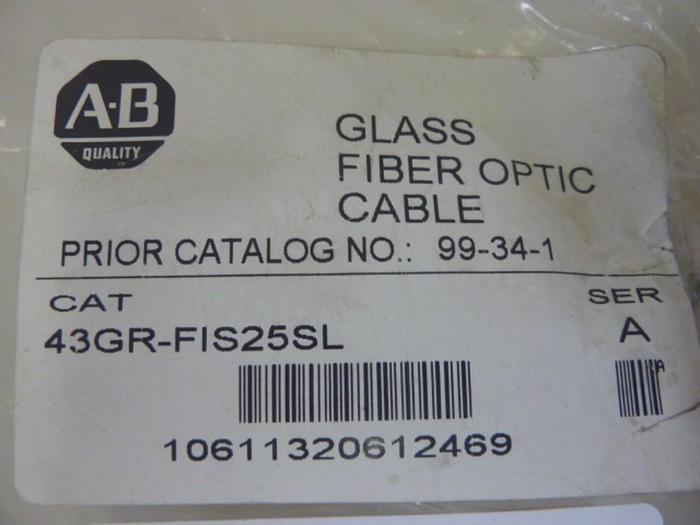 A·B
QUALITY
GLASS
FIBER OPTIC
CABLE
PRIOR CATALOG NO.: 99-34-1
CAT
SER
43GR-FIS25SL
A
A
10611320612469